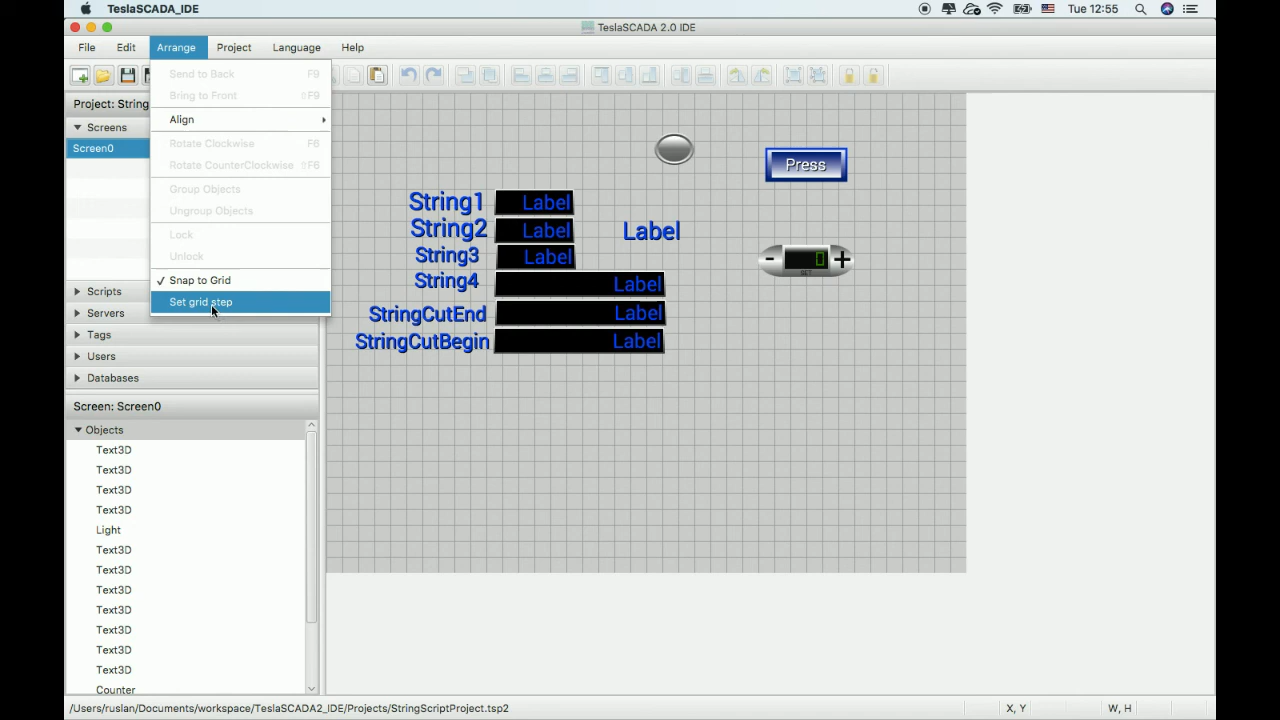 TeslaSCADA_IDE
Tue 12:55
TeslaSCADA 2.0 IDE
File Edit Arrange Project Language Help
Send to Back F9
Bring to Front ⇧F9
Align
Rotate Clockwise F6
Rotate CounterClockwise ⇧F6
Group Objects
Ungroup Objects
Lock
Unlock
✓ Snap to Grid
Set grid step
Project: String
Screens
Screen0
Scripts
Servers
Tags
Users
Databases
Screen: Screen0
Objects
Text3D
Text3D
Text3D
Text3D
Light
Text3D
Text3D
Text3D
Text3D
Text3D
Text3D
Text3D
Counter
Press
String1 Label
String2 Label
Label
String3 Label
- 0 +
String4 Label
StringCutEnd Label
StringCutBegin Label
/Users/ruslan/Documents/workspace/TeslaSCADA2_IDE/Projects/StringScriptProject.tsp2
X, Y
W, H